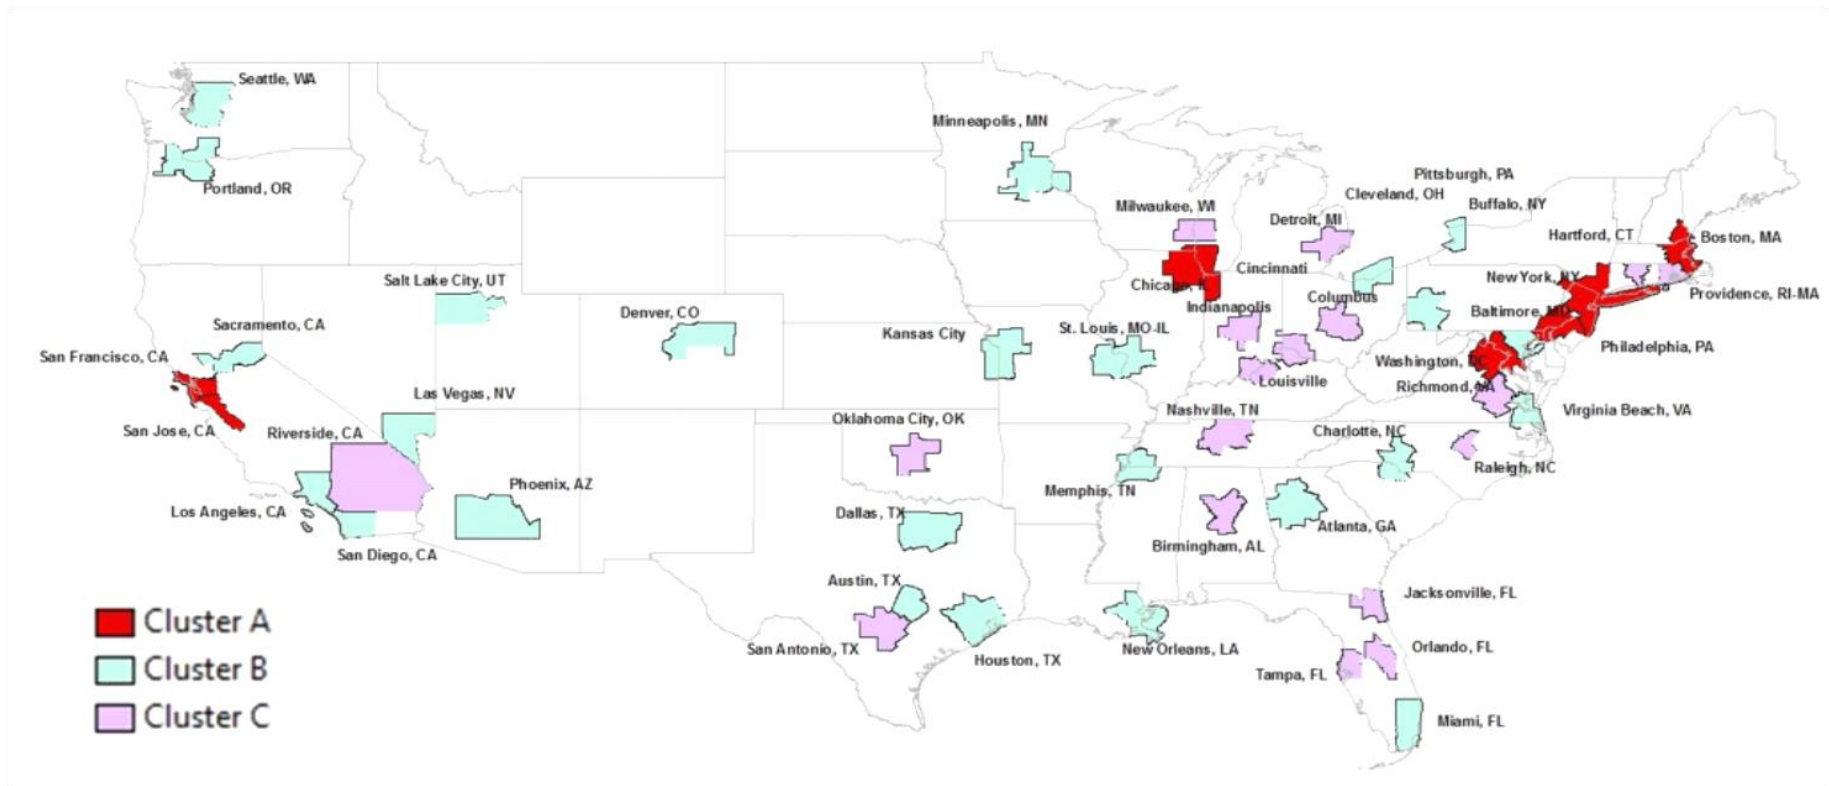 Seattle, WA
Minneapolis, MN
Pittsburgh, PA
Portland, OR
Cleveland, OH
Milwaukee, WI
Buffalo, NY
Detroit, MI
Hartford, CT
Boston, MA
Cincinnati
New York, NY
Salt Lake City, UT
Chicago, IL
Columbus
Providence, RI-MA
Indianapolis
Denver, CO
Baltimore, MD
Sacramento, CA
Kansas City
St. Louis, MO-IL
Philadelphia, PA
San Francisco, CA
Washington, DC
Louisville
Richmond, VA
Las Vegas, NV
Nashville, TN
Virginia Beach, VA
Oklahoma City, OK
San Jose, CA
Riverside, CA
Charlotte, NC
Raleigh, NC
Phoenix, AZ
Memphis, TN
Los Angeles, CA
Dallas, TX
Atlanta, GA
San Diego, CA
Birmingham, AL
Austin, TX
Jacksonville, FL
Cluster A
San Antonio, TX
New Orleans, LA
Orlando, FL
Houston, TX
Cluster B
Tampa, FL
Cluster C
Miami, FL